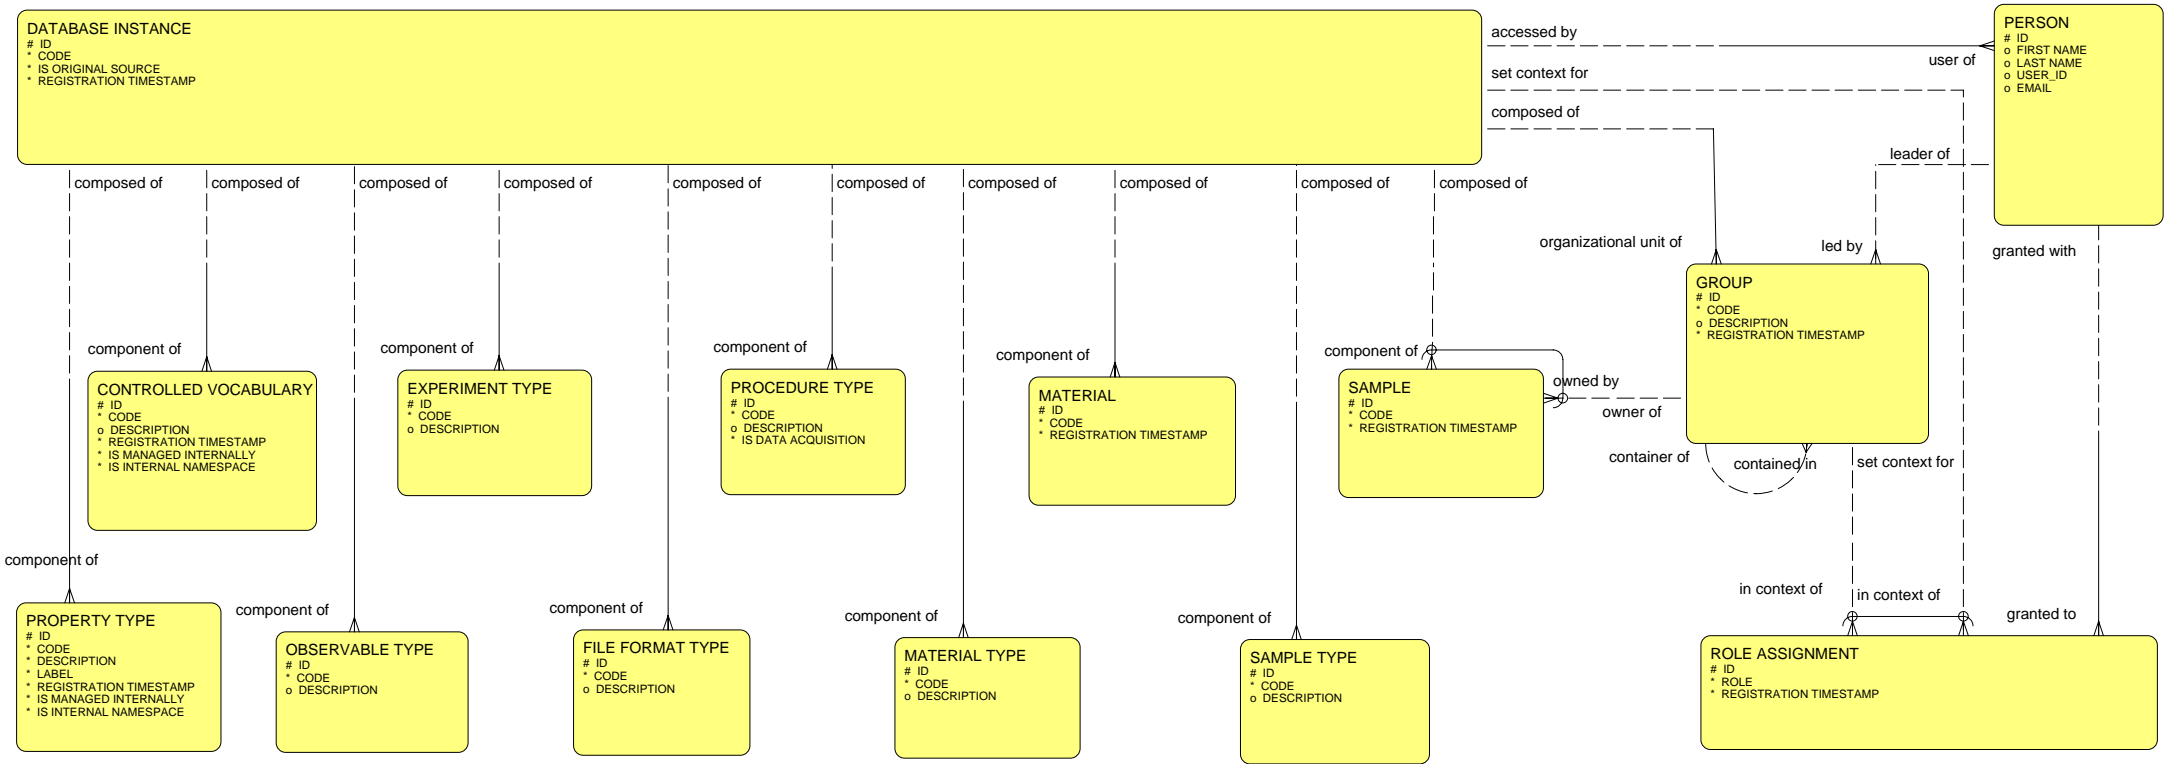 DATABASE INSTANCE
# ID
* CODE
* IS ORIGINAL SOURCE
* REGISTRATION TIMESTAMP
accessed by
user of
set context for
composed of
PERSON
# ID
o FIRST NAME
o LAST NAME
o USER_ID
o EMAIL
leader of
composed of
composed of
composed of
composed of
composed of
composed of
composed of
composed of
composed of
composed of
organizational unit of
led by
granted with
GROUP
# ID
* CODE
o DESCRIPTION
* REGISTRATION TIMESTAMP
component of
component of
component of
component of
component of
CONTROLLED VOCABULARY
# ID
* CODE
o DESCRIPTION
* REGISTRATION TIMESTAMP
* IS MANAGED INTERNALLY
* IS INTERNAL NAMESPACE
EXPERIMENT TYPE
# ID
* CODE
o DESCRIPTION
PROCEDURE TYPE
# ID
* CODE
o DESCRIPTION
* IS DATA ACQUISITION
MATERIAL
# ID
* CODE
* REGISTRATION TIMESTAMP
SAMPLE
# ID
* CODE
* REGISTRATION TIMESTAMP
owned by
owner of
container of
contained in
set context for
component of
component of
component of
component of
component of
in context of
in context of
granted to
PROPERTY TYPE
# ID
* CODE
* DESCRIPTION
* LABEL
* REGISTRATION TIMESTAMP
* IS MANAGED INTERNALLY
* IS INTERNAL NAMESPACE
OBSERVABLE TYPE
# ID
* CODE
o DESCRIPTION
FILE FORMAT TYPE
# ID
* CODE
o DESCRIPTION
MATERIAL TYPE
# ID
* CODE
o DESCRIPTION
SAMPLE TYPE
# ID
* CODE
o DESCRIPTION
ROLE ASSIGNMENT
# ID
* ROLE
* REGISTRATION TIMESTAMP